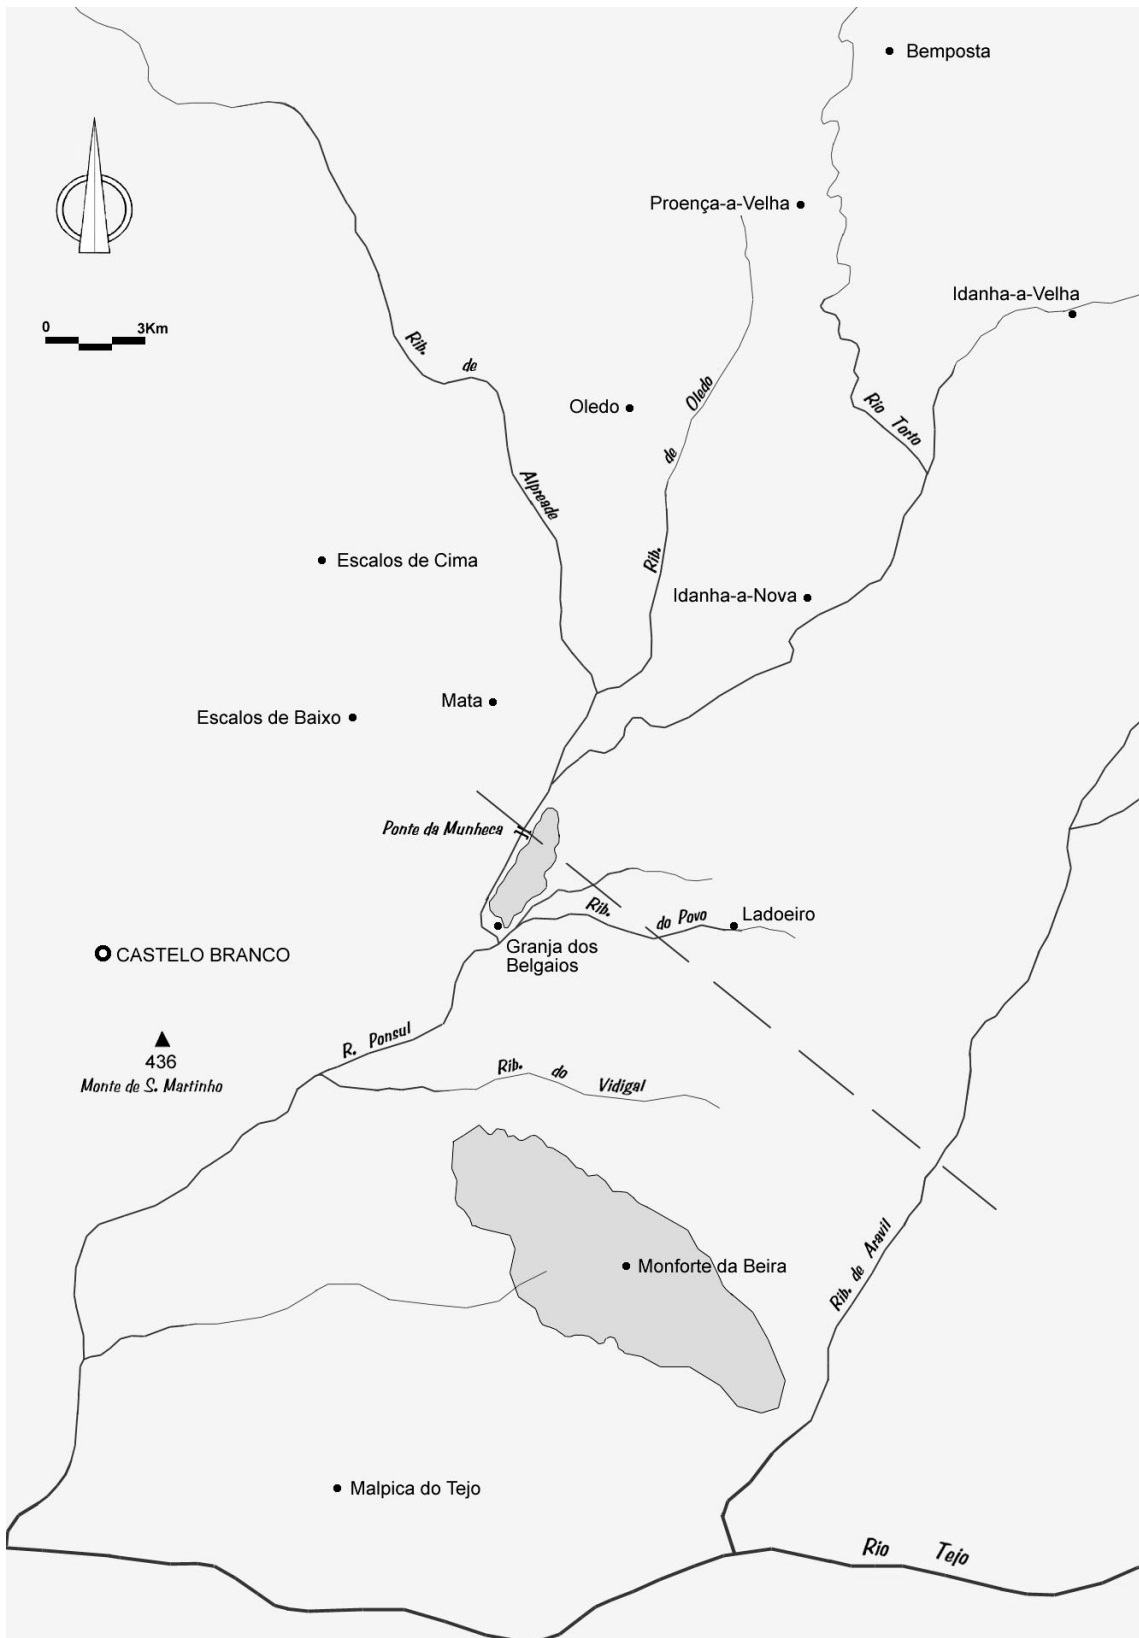 Bemposta
Proença-a-Velha
Idanha-a-Velha
0 3Km
Rib. de Alpreade
Oledo
Rib. de Oledo
Rio Torto
Escalos de Cima
Idanha-a-Nova
Mata
Escalos de Baixo
Ponte da Munheca
Rib. do Povo
Ladoeiro
Granja dos
Belgaios
CASTELO BRANCO
R. Ponsul
436
Monte de S. Martinho
Rib. do Vidigal
Monforte da Beira
Rib. de Aravil
Malpica do Tejo
Rio Tejo